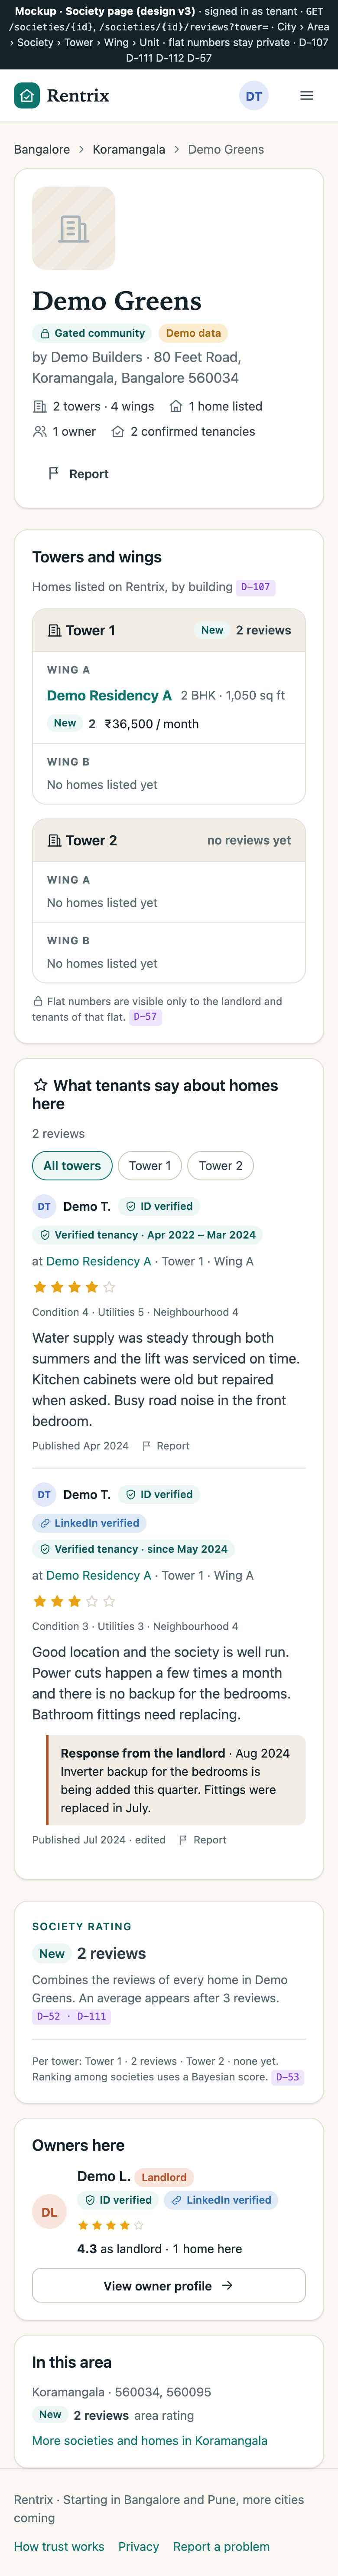 Mockup · Society page (design v3) · signed in as tenant · GET
/societies/{id}, /societies/{id}/reviews?tower= · City › Area
› Society › Tower › Wing › Unit · flat numbers stay private · D-107
D-111 D-112 D-57
Rentrix
DT
Bangalore › Koramangala › Demo Greens
Demo Greens
Gated community Demo data
by Demo Builders · 80 Feet Road,
Koramangala, Bangalore 560034
2 towers · 4 wings 1 home listed
1 owner 2 confirmed tenancies
Report
Towers and wings
Homes listed on Rentrix, by building D-107
Tower 1 New 2 reviews
WING A
Demo Residency A 2 BHK · 1,050 sq ft
New 2 ₹36,500 / month
WING B
No homes listed yet
Tower 2 no reviews yet
WING A
No homes listed yet
WING B
No homes listed yet
Flat numbers are visible only to the landlord and
tenants of that flat. D-57
What tenants say about homes
here
2 reviews
All towers Tower 1 Tower 2
DT Demo T. ID verified
Verified tenancy · Apr 2022 – Mar 2024
at Demo Residency A · Tower 1 · Wing A
Condition 4 · Utilities 5 · Neighbourhood 4
Water supply was steady through both
summers and the lift was serviced on time.
Kitchen cabinets were old but repaired
when asked. Busy road noise in the front
bedroom.
Published Apr 2024 Report
DT Demo T. ID verified
LinkedIn verified
Verified tenancy · since May 2024
at Demo Residency A · Tower 1 · Wing A
Condition 3 · Utilities 3 · Neighbourhood 4
Good location and the society is well run.
Power cuts happen a few times a month
and there is no backup for the bedrooms.
Bathroom fittings need replacing.
Response from the landlord · Aug 2024
Inverter backup for the bedrooms is
being added this quarter. Fittings were
replaced in July.
Published Jul 2024 · edited Report
SOCIETY RATING
New 2 reviews
Combines the reviews of every home in Demo
Greens. An average appears after 3 reviews.
D-52 · D-111
Per tower: Tower 1 · 2 reviews · Tower 2 · none yet.
Ranking among societies uses a Bayesian score. D-53
Owners here
DL
Demo L. Landlord
ID verified LinkedIn verified
4.3 as landlord · 1 home here
View owner profile →
In this area
Koramangala · 560034, 560095
New 2 reviews area rating
More societies and homes in Koramangala
Rentrix · Starting in Bangalore and Pune, more cities
coming
How trust works Privacy Report a problem